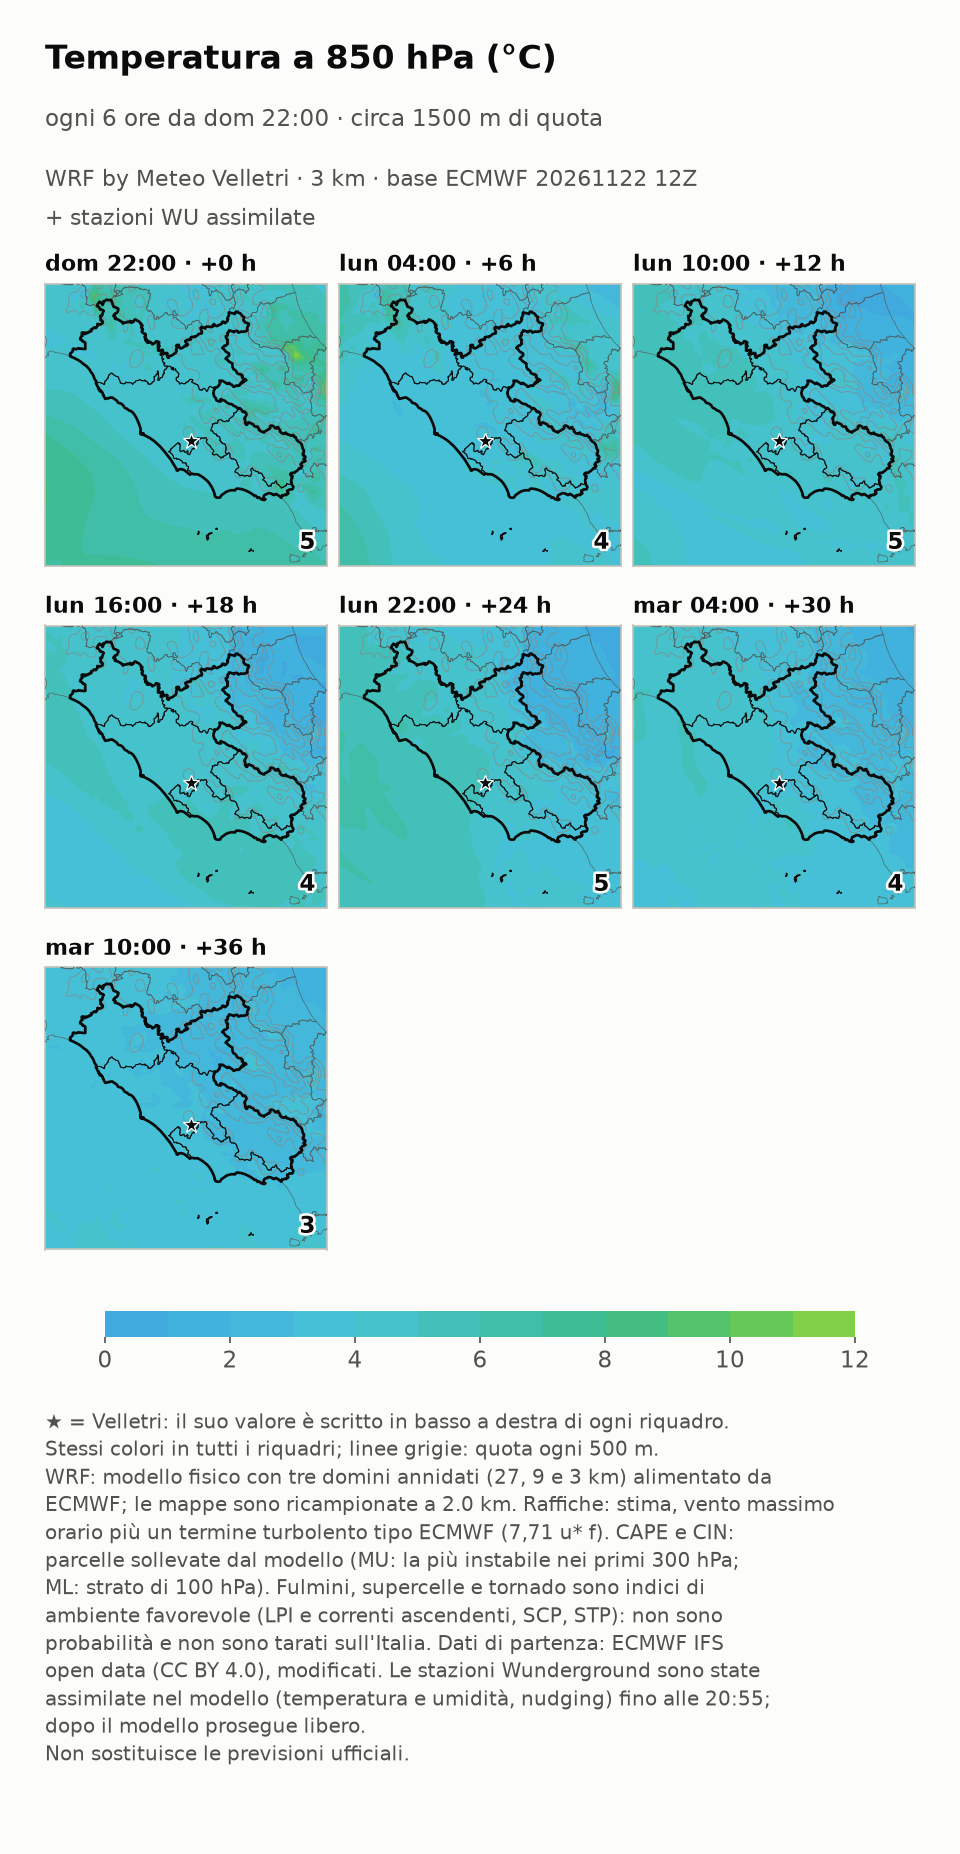 Temperatura a 850 hPa (°C)
ogni 6 ore da dom 22:00 · circa 1500 m di quota
WRF by Meteo Velletri · 3 km · base ECMWF 20261122 12Z
+ stazioni WU assimilate
dom 22:00 · +0 h
lun 04:00 · +6 h
lun 10:00 · +12 h
5
4
5
lun 16:00 · +18 h
lun 22:00 · +24 h
mar 04:00 · +30 h
4
5
4
mar 10:00 · +36 h
3
0 2 4 6 8 10 12
★ = Velletri: il suo valore è scritto in basso a destra di ogni riquadro.
Stessi colori in tutti i riquadri; linee grigie: quota ogni 500 m.
WRF: modello fisico con tre domini annidati (27, 9 e 3 km) alimentato da
ECMWF; le mappe sono ricampionate a 2.0 km. Raffiche: stima, vento massimo
orario più un termine turbolento tipo ECMWF (7,71 u* f). CAPE e CIN:
parcelle sollevate dal modello (MU: la più instabile nei primi 300 hPa;
ML: strato di 100 hPa). Fulmini, supercelle e tornado sono indici di
ambiente favorevole (LPI e correnti ascendenti, SCP, STP): non sono
probabilità e non sono tarati sull'Italia. Dati di partenza: ECMWF IFS
open data (CC BY 4.0), modificati. Le stazioni Wunderground sono state
assimilate nel modello (temperatura e umidità, nudging) fino alle 20:55;
dopo il modello prosegue libero.
Non sostituisce le previsioni ufficiali.